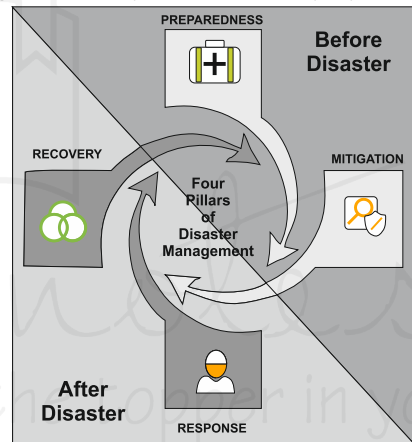 PREPAREDNESS
Before
Disaster
RECOVERY
MITIGATION
Four
Pillars
of
Disaster
Management
After
Disaster
RESPONSE